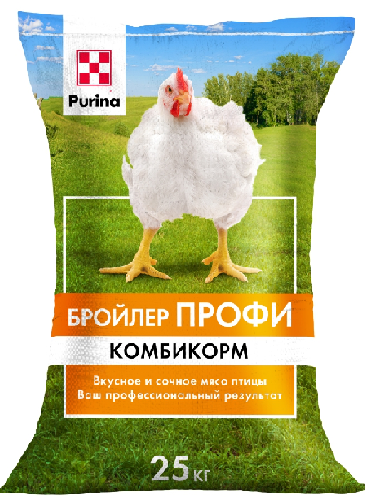 Purina
БРОЙЛЕР ПРОФИ
КОМБИКОРМ
Вкусное и сочное мясо птицы
Ваш профессиональный результат
25 кг